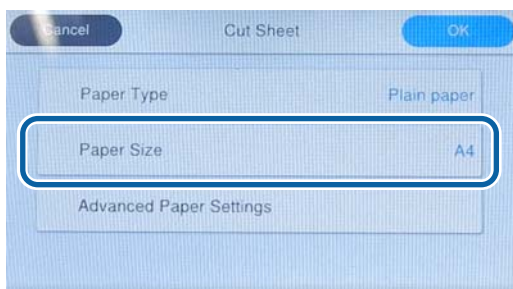 Cancel Cut Sheet OK
Paper Type Plain paper
Paper Size A4
Advanced Paper Settings